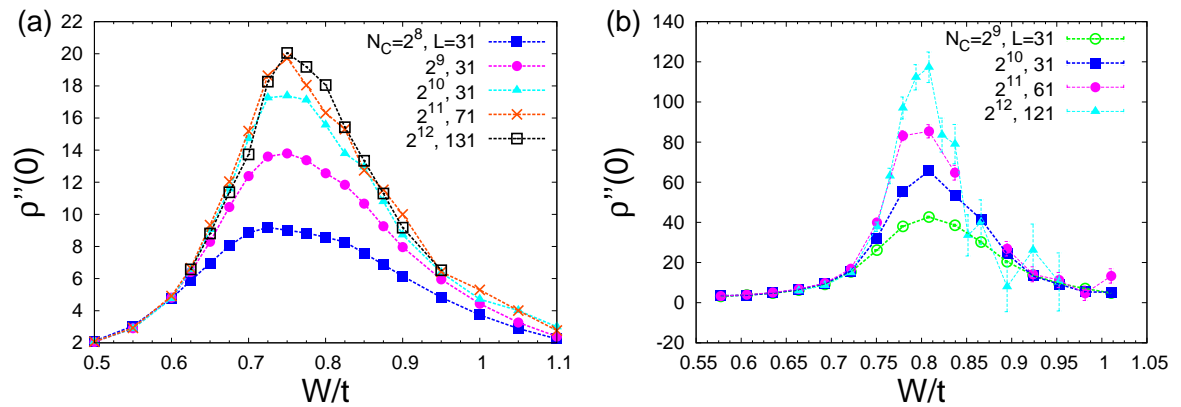 (a)
N_C=2^8, L=31
2^9, 31
2^10, 31
2^11, 71
2^12, 131
ρ''(0)
22
20
18
16
14
12
10
8
6
4
2
0.5 0.6 0.7 0.8 0.9 1 1.1
W/t
(b)
N_C=2^9, L=31
2^10, 31
2^11, 61
2^12, 121
ρ''(0)
140
120
100
80
60
40
20
0
-20
0.55 0.6 0.65 0.7 0.75 0.8 0.85 0.9 0.95 1 1.05
W/t